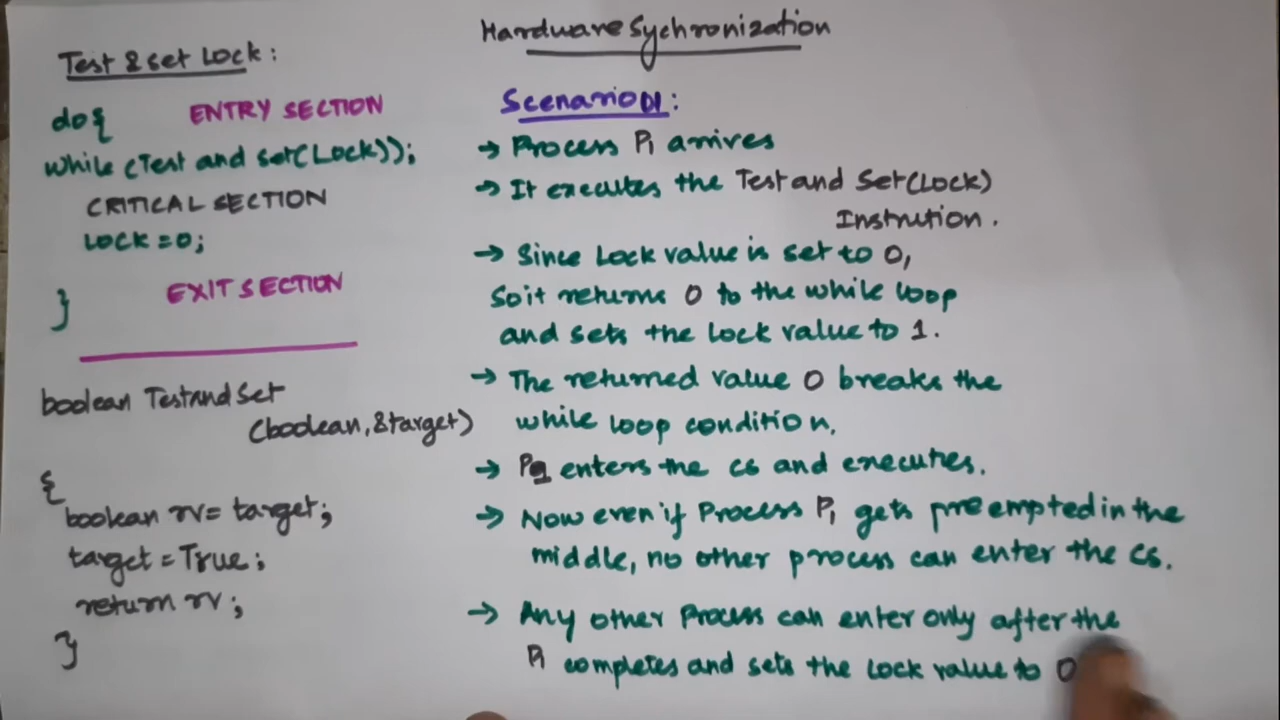 Hardware Sychronization
Test & set Lock:
do{ ENTRY SECTION
while (Test and set(Lock));
CRITICAL SECTION
LOCK = 0;
EXIT SECTION
}
boolean TestandSet
(boolean,&target)
{
boolean rv= target;
target = True;
return rv;
}
Scenario 01:
→ Process P1 arrives
→ It executes the Test and Set(Lock)
Instrution.
→ Since Lock value is set to 0,
So it returns 0 to the while loop
and sets the lock value to 1.
→ The returned value 0 breaks the
while loop condition.
→ P1 enters the cs and executies.
→ Now even if Process P1 gets preempted in the
middle, no other process can enter the cs.
→ Any other Process can enter only after the
P1 completes and sets the Lock value to 0